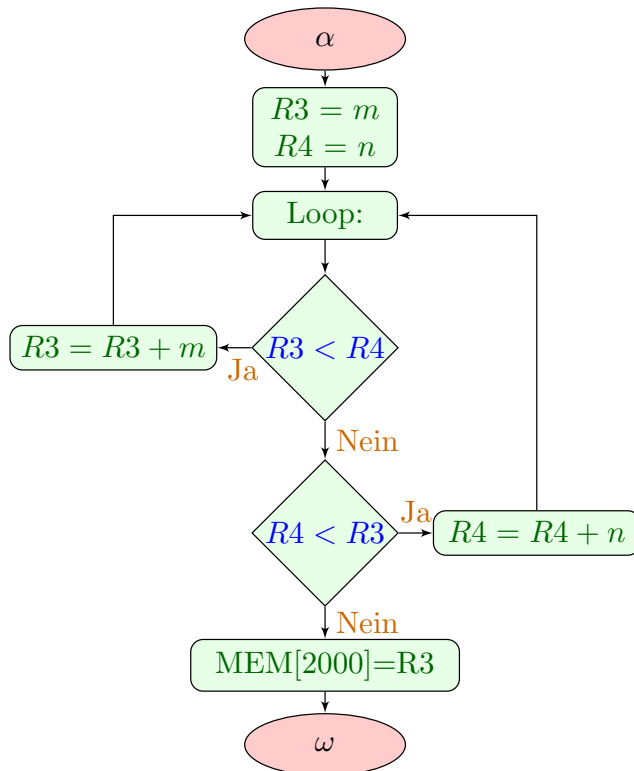 α
R3 = m
R4 = n
Loop:
R3 < R4
Ja
R3 = R3 + m
Nein
R4 < R3
Ja
R4 = R4 + n
Nein
MEM[2000]=R3
ω